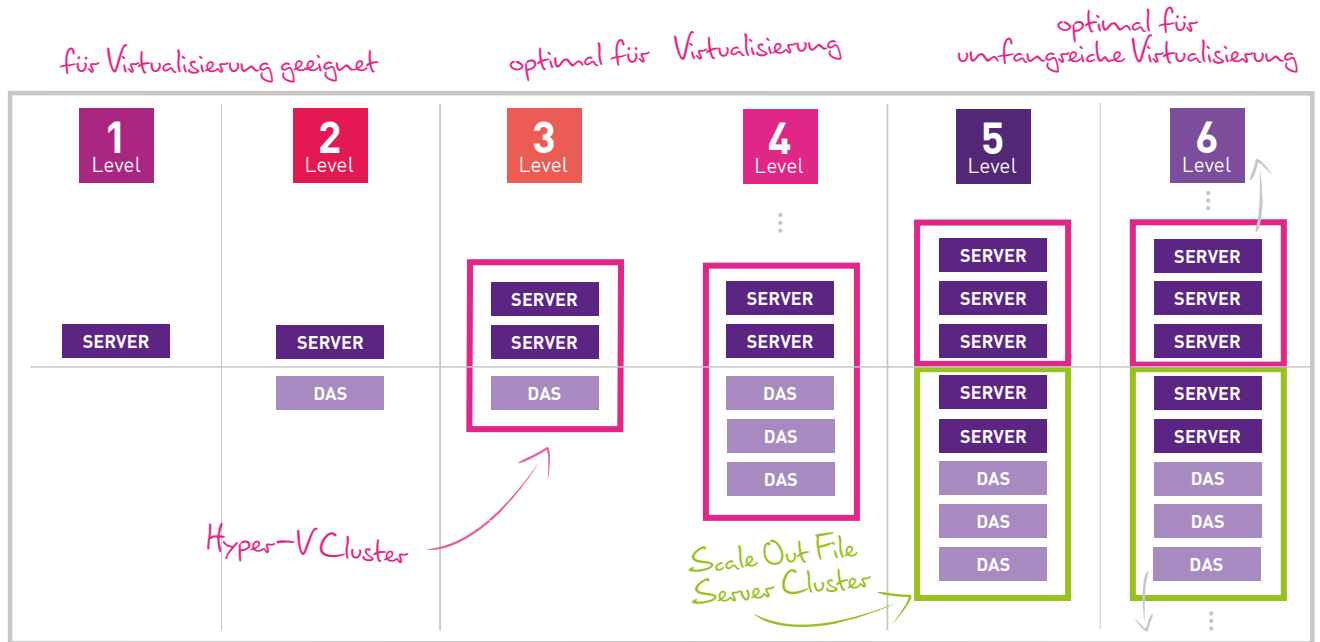 für Virtualisierung geeignet
optimal für Virtualisierung
optimal für
umfangreiche Virtualisierung
1
Level
2
Level
3
Level
4
Level
5
Level
6
Level
SERVER
SERVER
DAS
SERVER
SERVER
DAS
SERVER
SERVER
DAS
DAS
DAS
SERVER
SERVER
SERVER
SERVER
SERVER
DAS
DAS
DAS
SERVER
SERVER
SERVER
SERVER
SERVER
DAS
DAS
DAS
Hyper-V Cluster
Scale Out File
Server Cluster